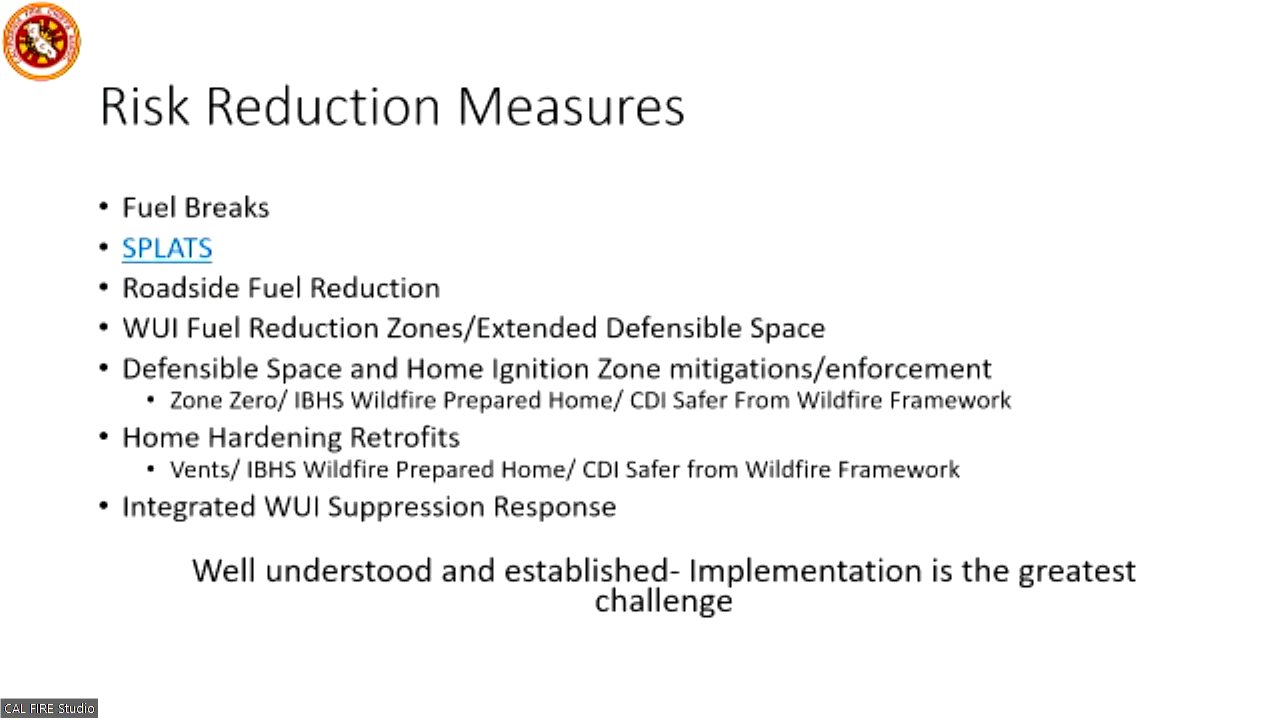 Risk Reduction Measures
• Fuel Breaks
• SPLATS
• Roadside Fuel Reduction
• WUI Fuel Reduction Zones/Extended Defensible Space
• Defensible Space and Home Ignition Zone mitigations/enforcement
• Zone Zero/ IBHS Wildfire Prepared Home/ CDI Safer From Wildfire Framework
• Home Hardening Retrofits
• Vents/ IBHS Wildfire Prepared Home/ CDI Safer from Wildfire Framework
• Integrated WUI Suppression Response
Well understood and established- Implementation is the greatest
challenge
CAL FIRE Studio